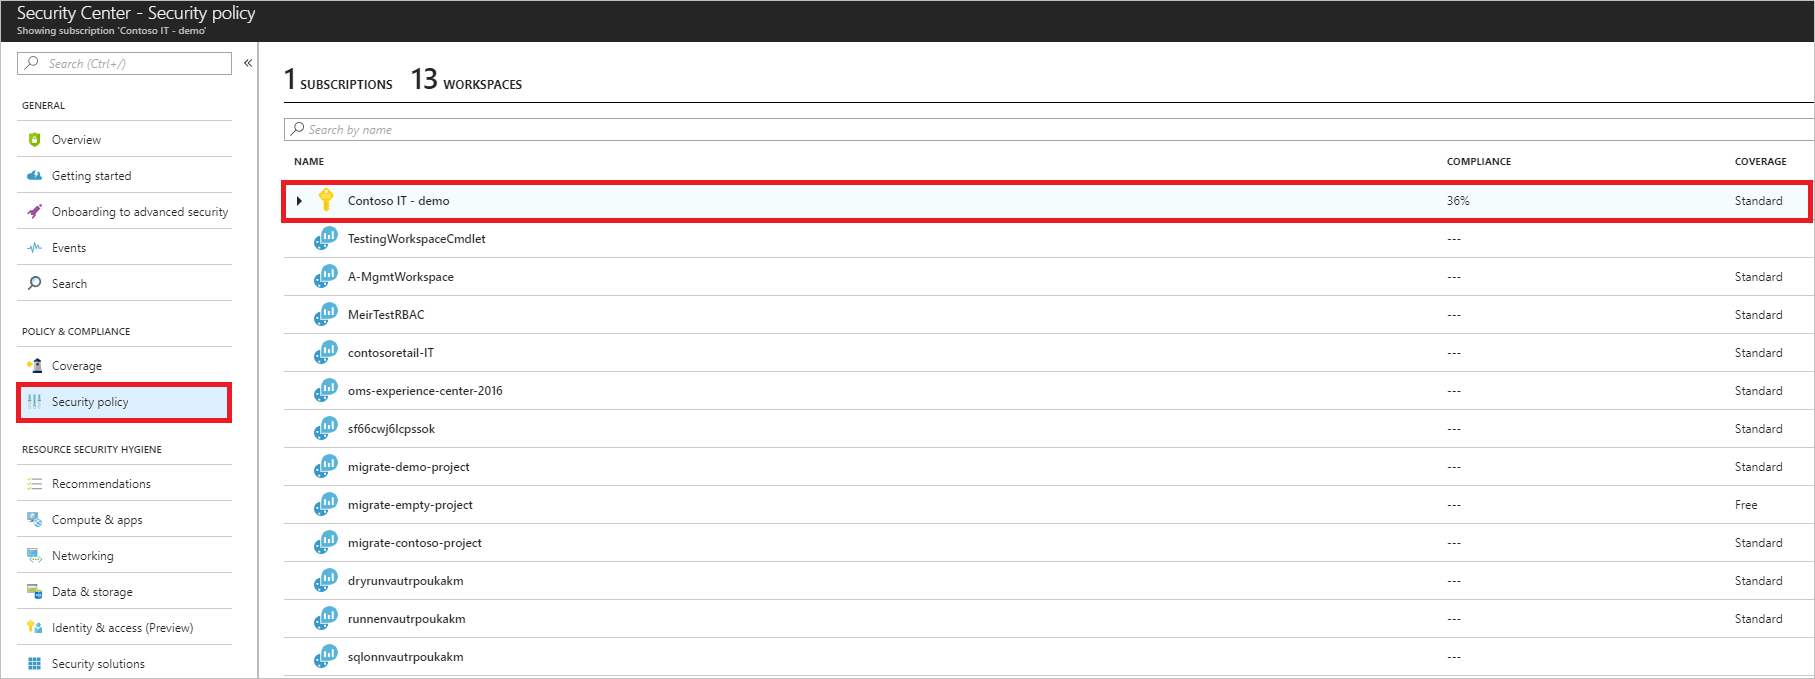 Security Center - Security policy
Showing subscription 'Contoso IT - demo'
Search (Ctrl+/)
«
GENERAL
Overview
Getting started
Onboarding to advanced security
Events
Search
POLICY & COMPLIANCE
Coverage
Security policy
RESOURCE SECURITY HYGIENE
Recommendations
Compute & apps
Networking
Data & storage
Identity & access (Preview)
Security solutions
1 SUBSCRIPTIONS 13 WORKSPACES
Search by name
NAME COMPLIANCE COVERAGE
Contoso IT - demo 36% Standard
TestingWorkspaceCmdlet ---
A-MgmtWorkspace --- Standard
MeirTestRBAC --- Standard
contosoretail-IT --- Standard
oms-experience-center-2016 --- Standard
sf66cwj6lcpssok --- Standard
migrate-demo-project --- Standard
migrate-empty-project --- Free
migrate-contoso-project --- Standard
dryrunvautrpoukakm --- Standard
runnenvautrpoukakm --- Standard
sqlonnvautrpoukakm ---